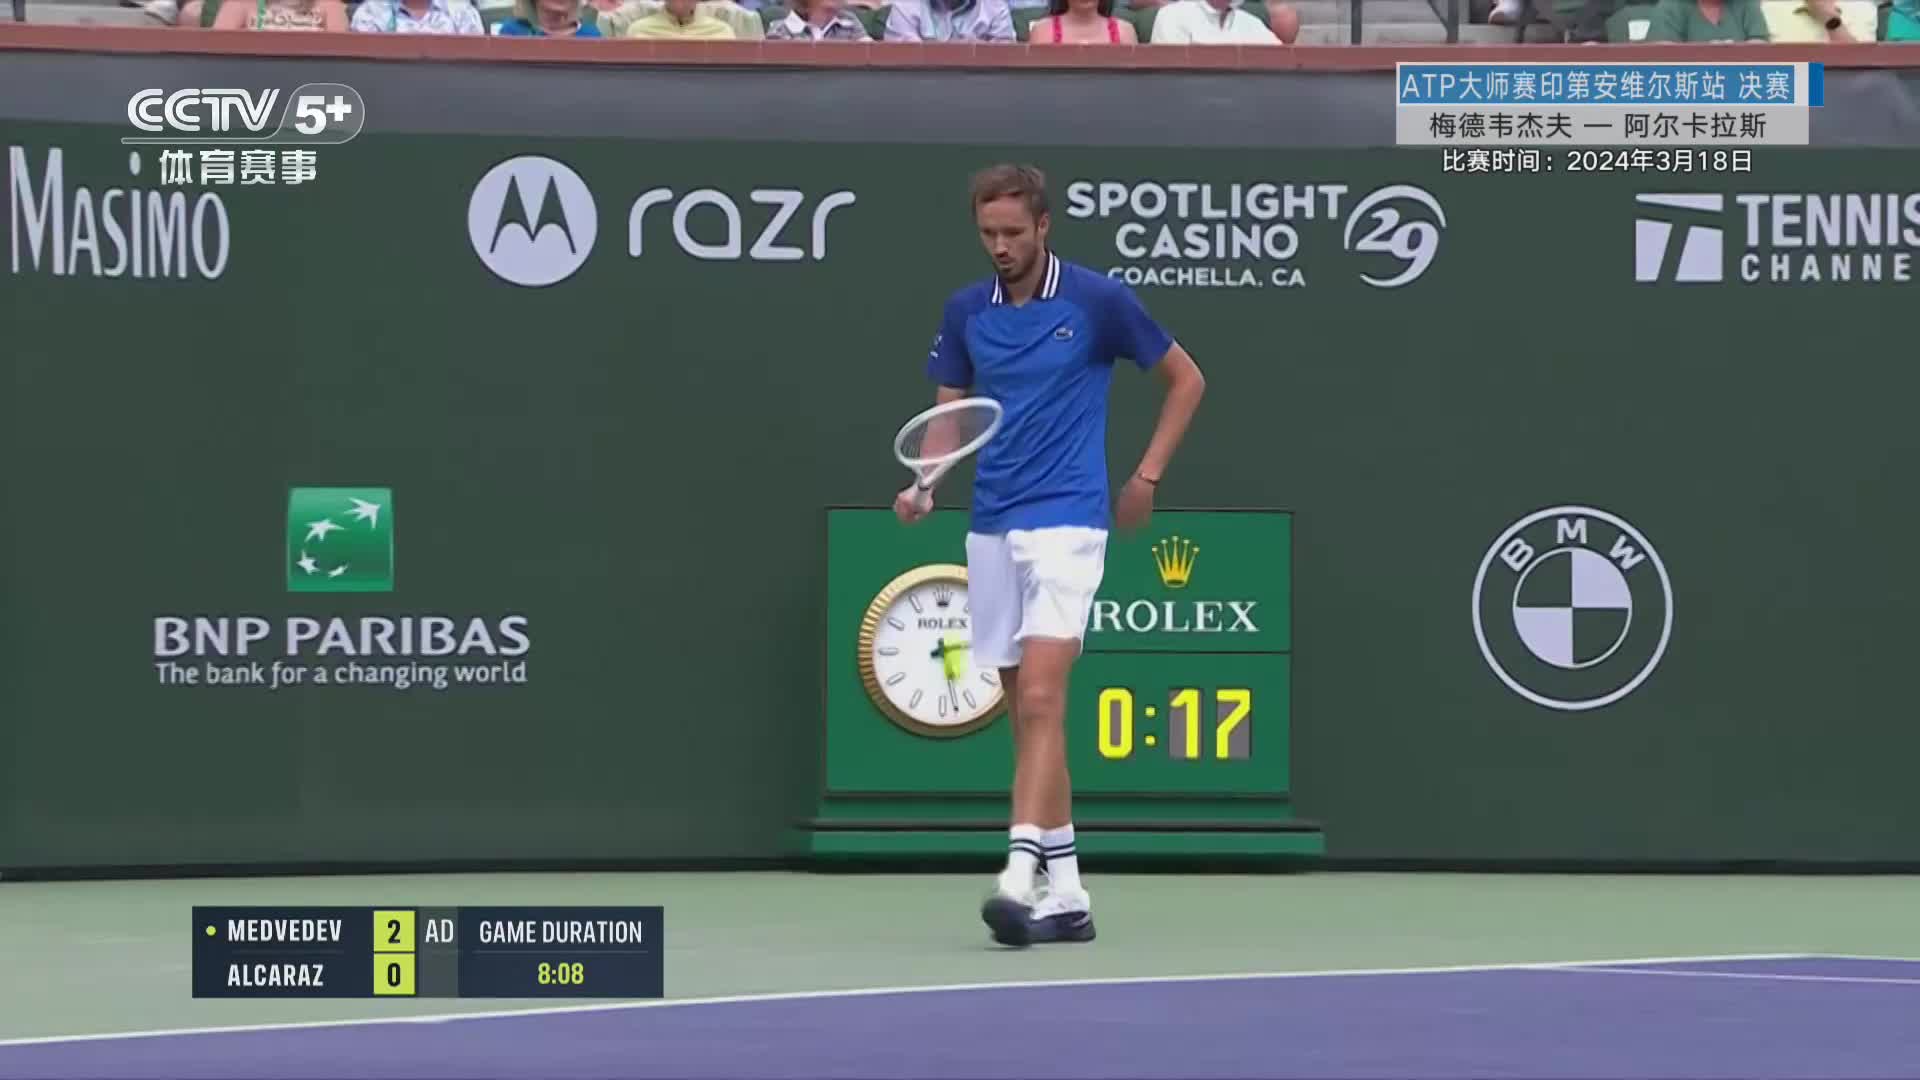 CCTV 5+
体育赛事
ATP大师赛印第安维尔斯站 决赛
梅德韦杰夫 — 阿尔卡拉斯
比赛时间：2024年3月18日
MASIMO
razr
SPOTLIGHT
CASINO
COACHELLA, CA
29
TENNIS
CHANNE
BNP PARIBAS
The bank for a changing world
ROLEX
ROLEX
0:17
BMW
MEDVEDEV 2 AD
ALCARAZ 0
GAME DURATION
8:08